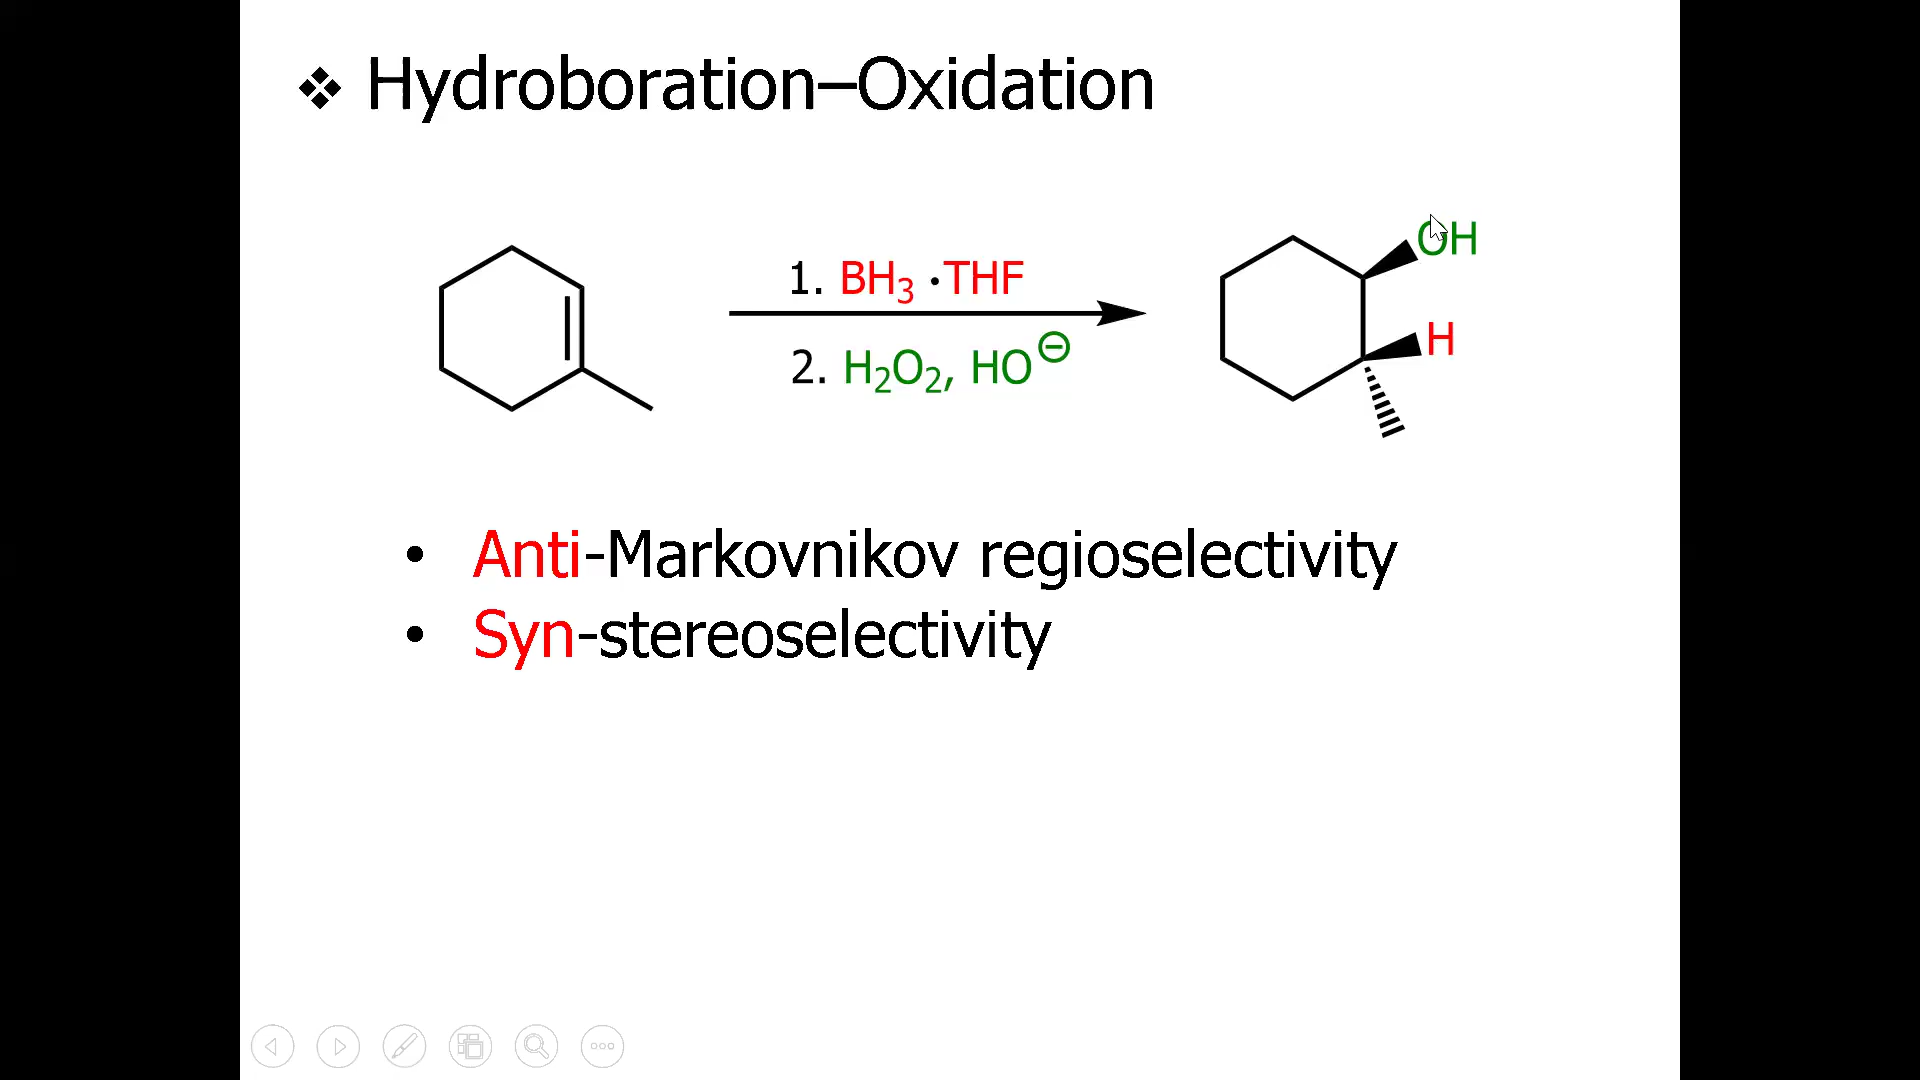 ❖ Hydroboration–Oxidation
OH
1. BH₃ ·THF
H
2. H₂O₂, HO⊖
• Anti-Markovnikov regioselectivity
• Syn-stereoselectivity